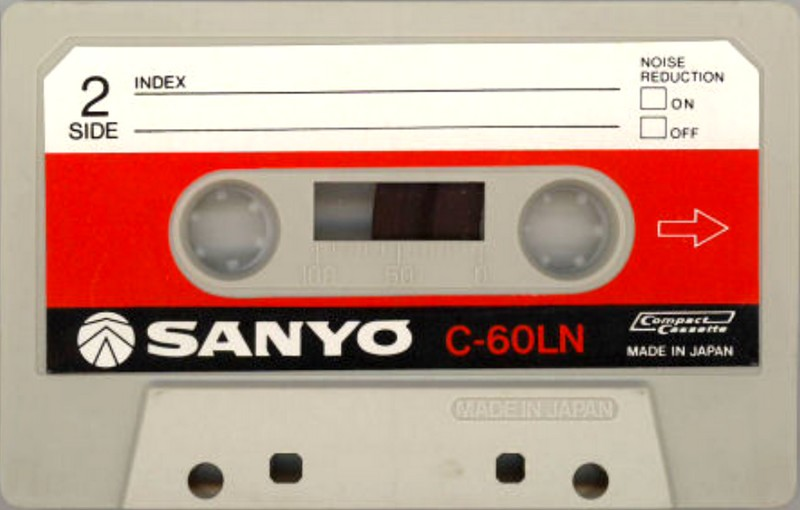 2
SIDE
INDEX
NOISE
REDUCTION
ON
OFF
100 50 0
SANYO
C-60LN
Compact
Cassette
MADE IN JAPAN
MADE IN JAPAN